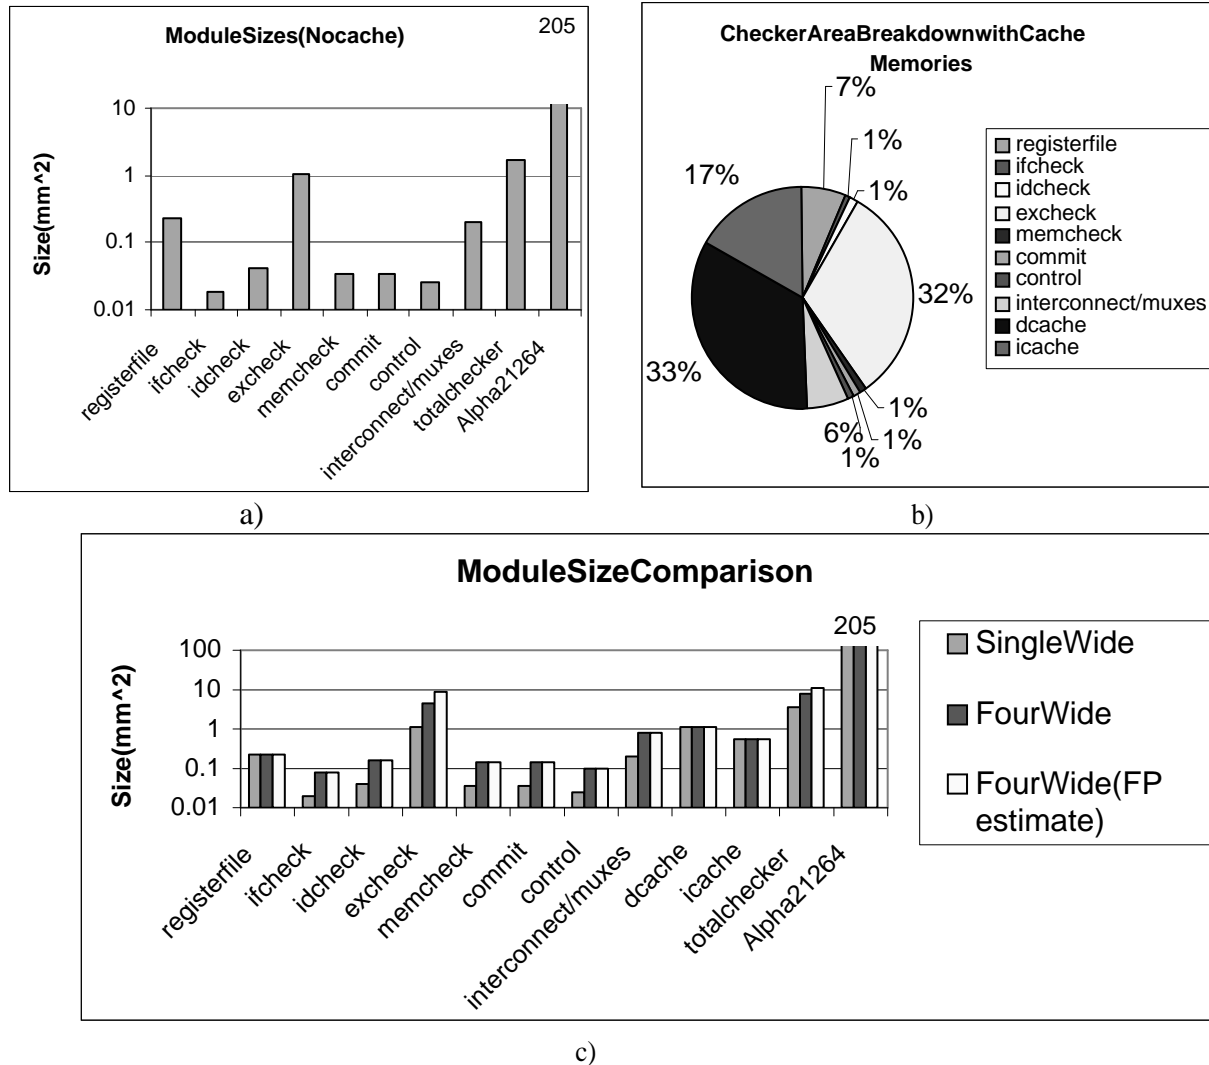 ModuleSizes(Nocache)
205
10
1
0.1
0.01
Size(mm^2)
registerfile
ifcheck
idcheck
excheck
memcheck
commit
control
interconnect/muxes
totalchecker
Alpha21264
a)
CheckerAreaBreakdownwithCache
Memories
7%
1%
1%
32%
1%
1%
1%
6%
33%
17%
registerfile
ifcheck
idcheck
excheck
memcheck
commit
control
interconnect/muxes
dcache
icache
b)
ModuleSizeComparison
205
100
10
1
0.1
0.01
Size(mm^2)
registerfile
ifcheck
idcheck
excheck
memcheck
commit
control
interconnect/muxes
dcache
icache
totalchecker
Alpha21264
SingleWide
FourWide
FourWide(FP
estimate)
c)